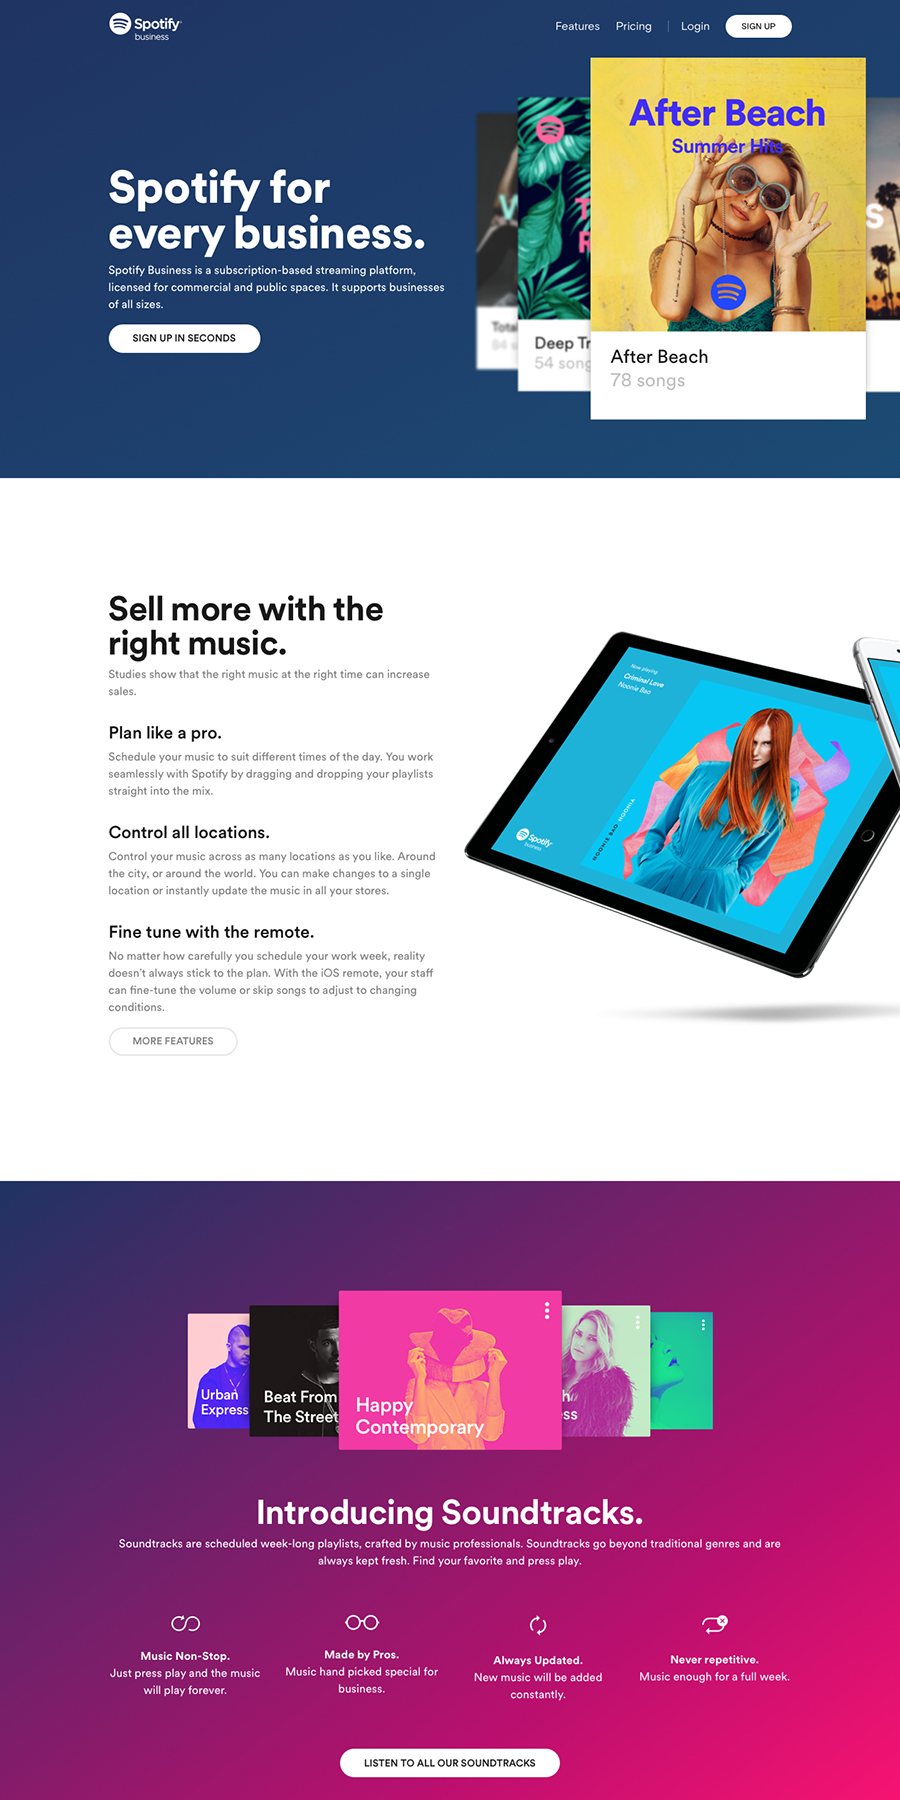 Spotify
business
Features Pricing Login SIGN UP
After Beach
Summer Hits
Spotify for
every business.
Spotify Business is a subscription-based streaming platform,
licensed for commercial and public spaces. It supports businesses
of all sizes.
SIGN UP IN SECONDS
Total
84 s
Deep Tr
54 song
After Beach
78 songs
Sell more with the
right music.
Studies show that the right music at the right time can increase
sales.
Plan like a pro.
Schedule your music to suit different times of the day. You work
seamlessly with Spotify by dragging and dropping your playlists
straight into the mix.
Control all locations.
Control your music across as many locations as you like. Around
the city, or around the world. You can make changes to a single
location or instantly update the music in all your stores.
Fine tune with the remote.
No matter how carefully you schedule your work week, reality
doesn't always stick to the plan. With the iOS remote, your staff
can fine-tune the volume or skip songs to adjust to changing
conditions.
MORE FEATURES
Now playing
Criminal Love
Noonie Bao
NOONIE BAO NOONIA
Spotify
business
Urban
Express
Beat From
The Street
Happy
Contemporary
h
ss
Introducing Soundtracks.
Soundtracks are scheduled week-long playlists, crafted by music professionals. Soundtracks go beyond traditional genres and are
always kept fresh. Find your favorite and press play.
Music Non-Stop.
Just press play and the music
will play forever.
Made by Pros.
Music hand picked special for
business.
Always Updated.
New music will be added
constantly.
Never repetitive.
Music enough for a full week.
LISTEN TO ALL OUR SOUNDTRACKS